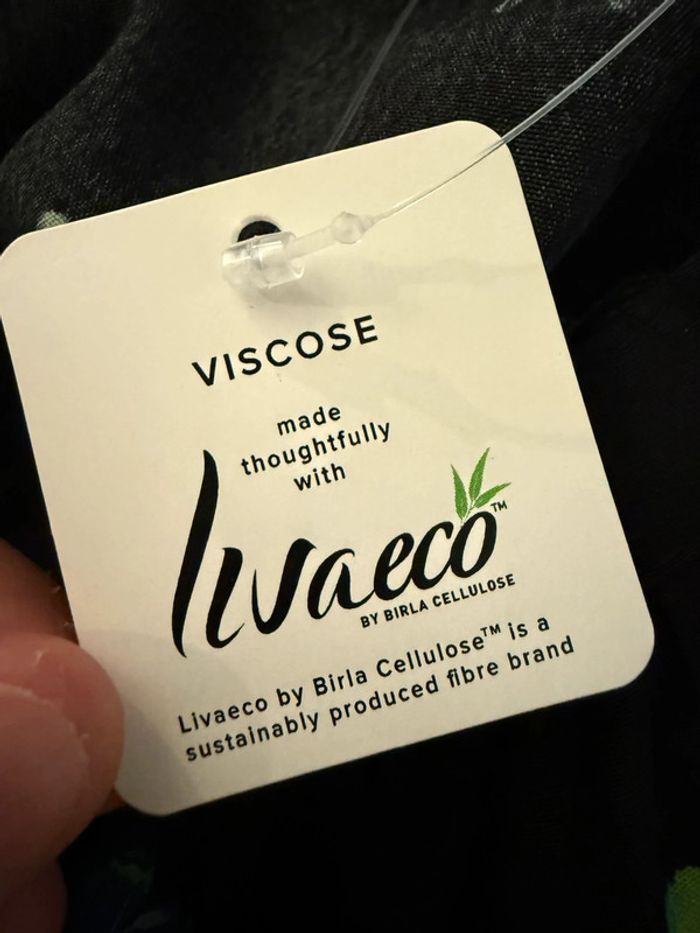 VISCOSE
made
thoughtfully
with
livaeco™
BY BIRLA CELLULOSE
Livaeco by Birla Cellulose™ is a
sustainably produced fibre brand